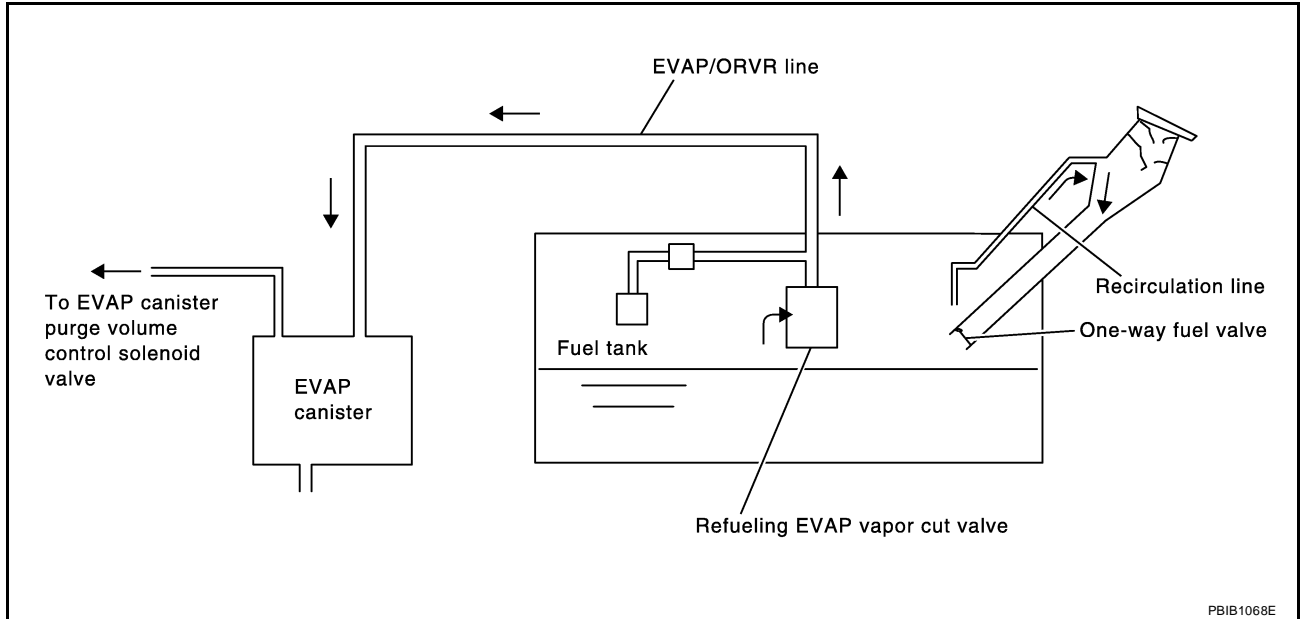 EVAP/ORVR line
Recirculation line
To EVAP canister
purge volume
control solenoid
valve
One-way fuel valve
Fuel tank
EVAP
canister
Refueling EVAP vapor cut valve
PBIB1068E